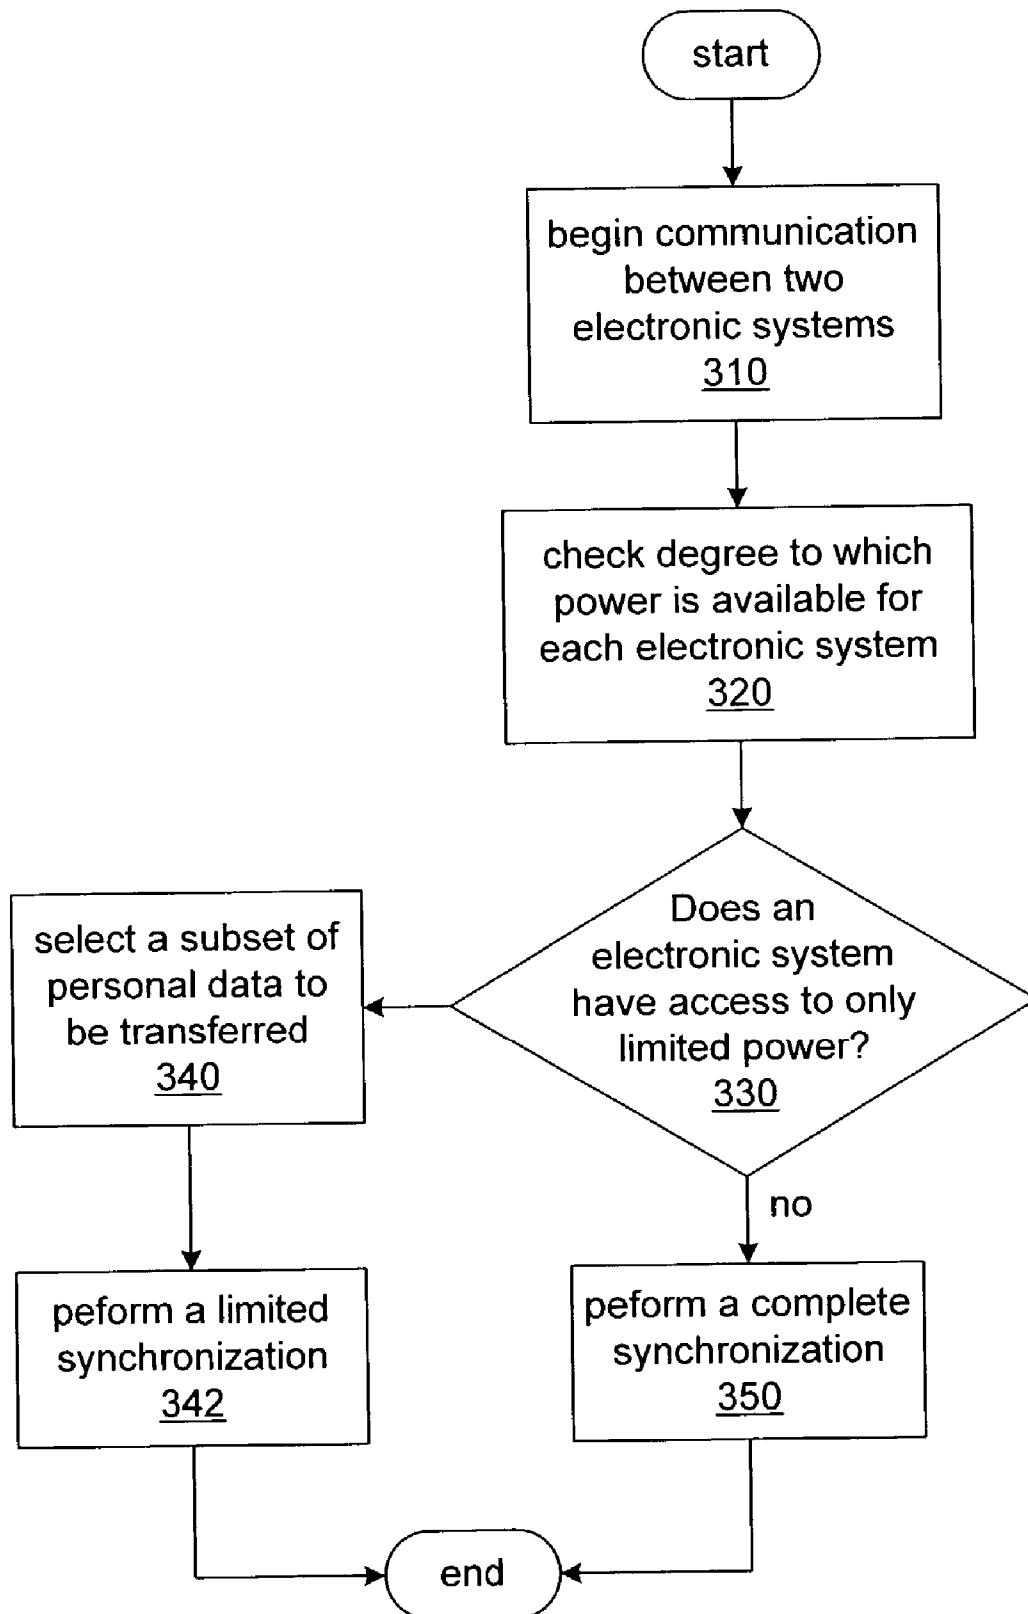 start
begin communication
between two
electronic systems
310
check degree to which
power is available for
each electronic system
320
Does an
electronic system
have access to only
limited power?
330
select a subset of
personal data to
be transferred
340
no
peform a limited
synchronization
342
peform a complete
synchronization
350
end